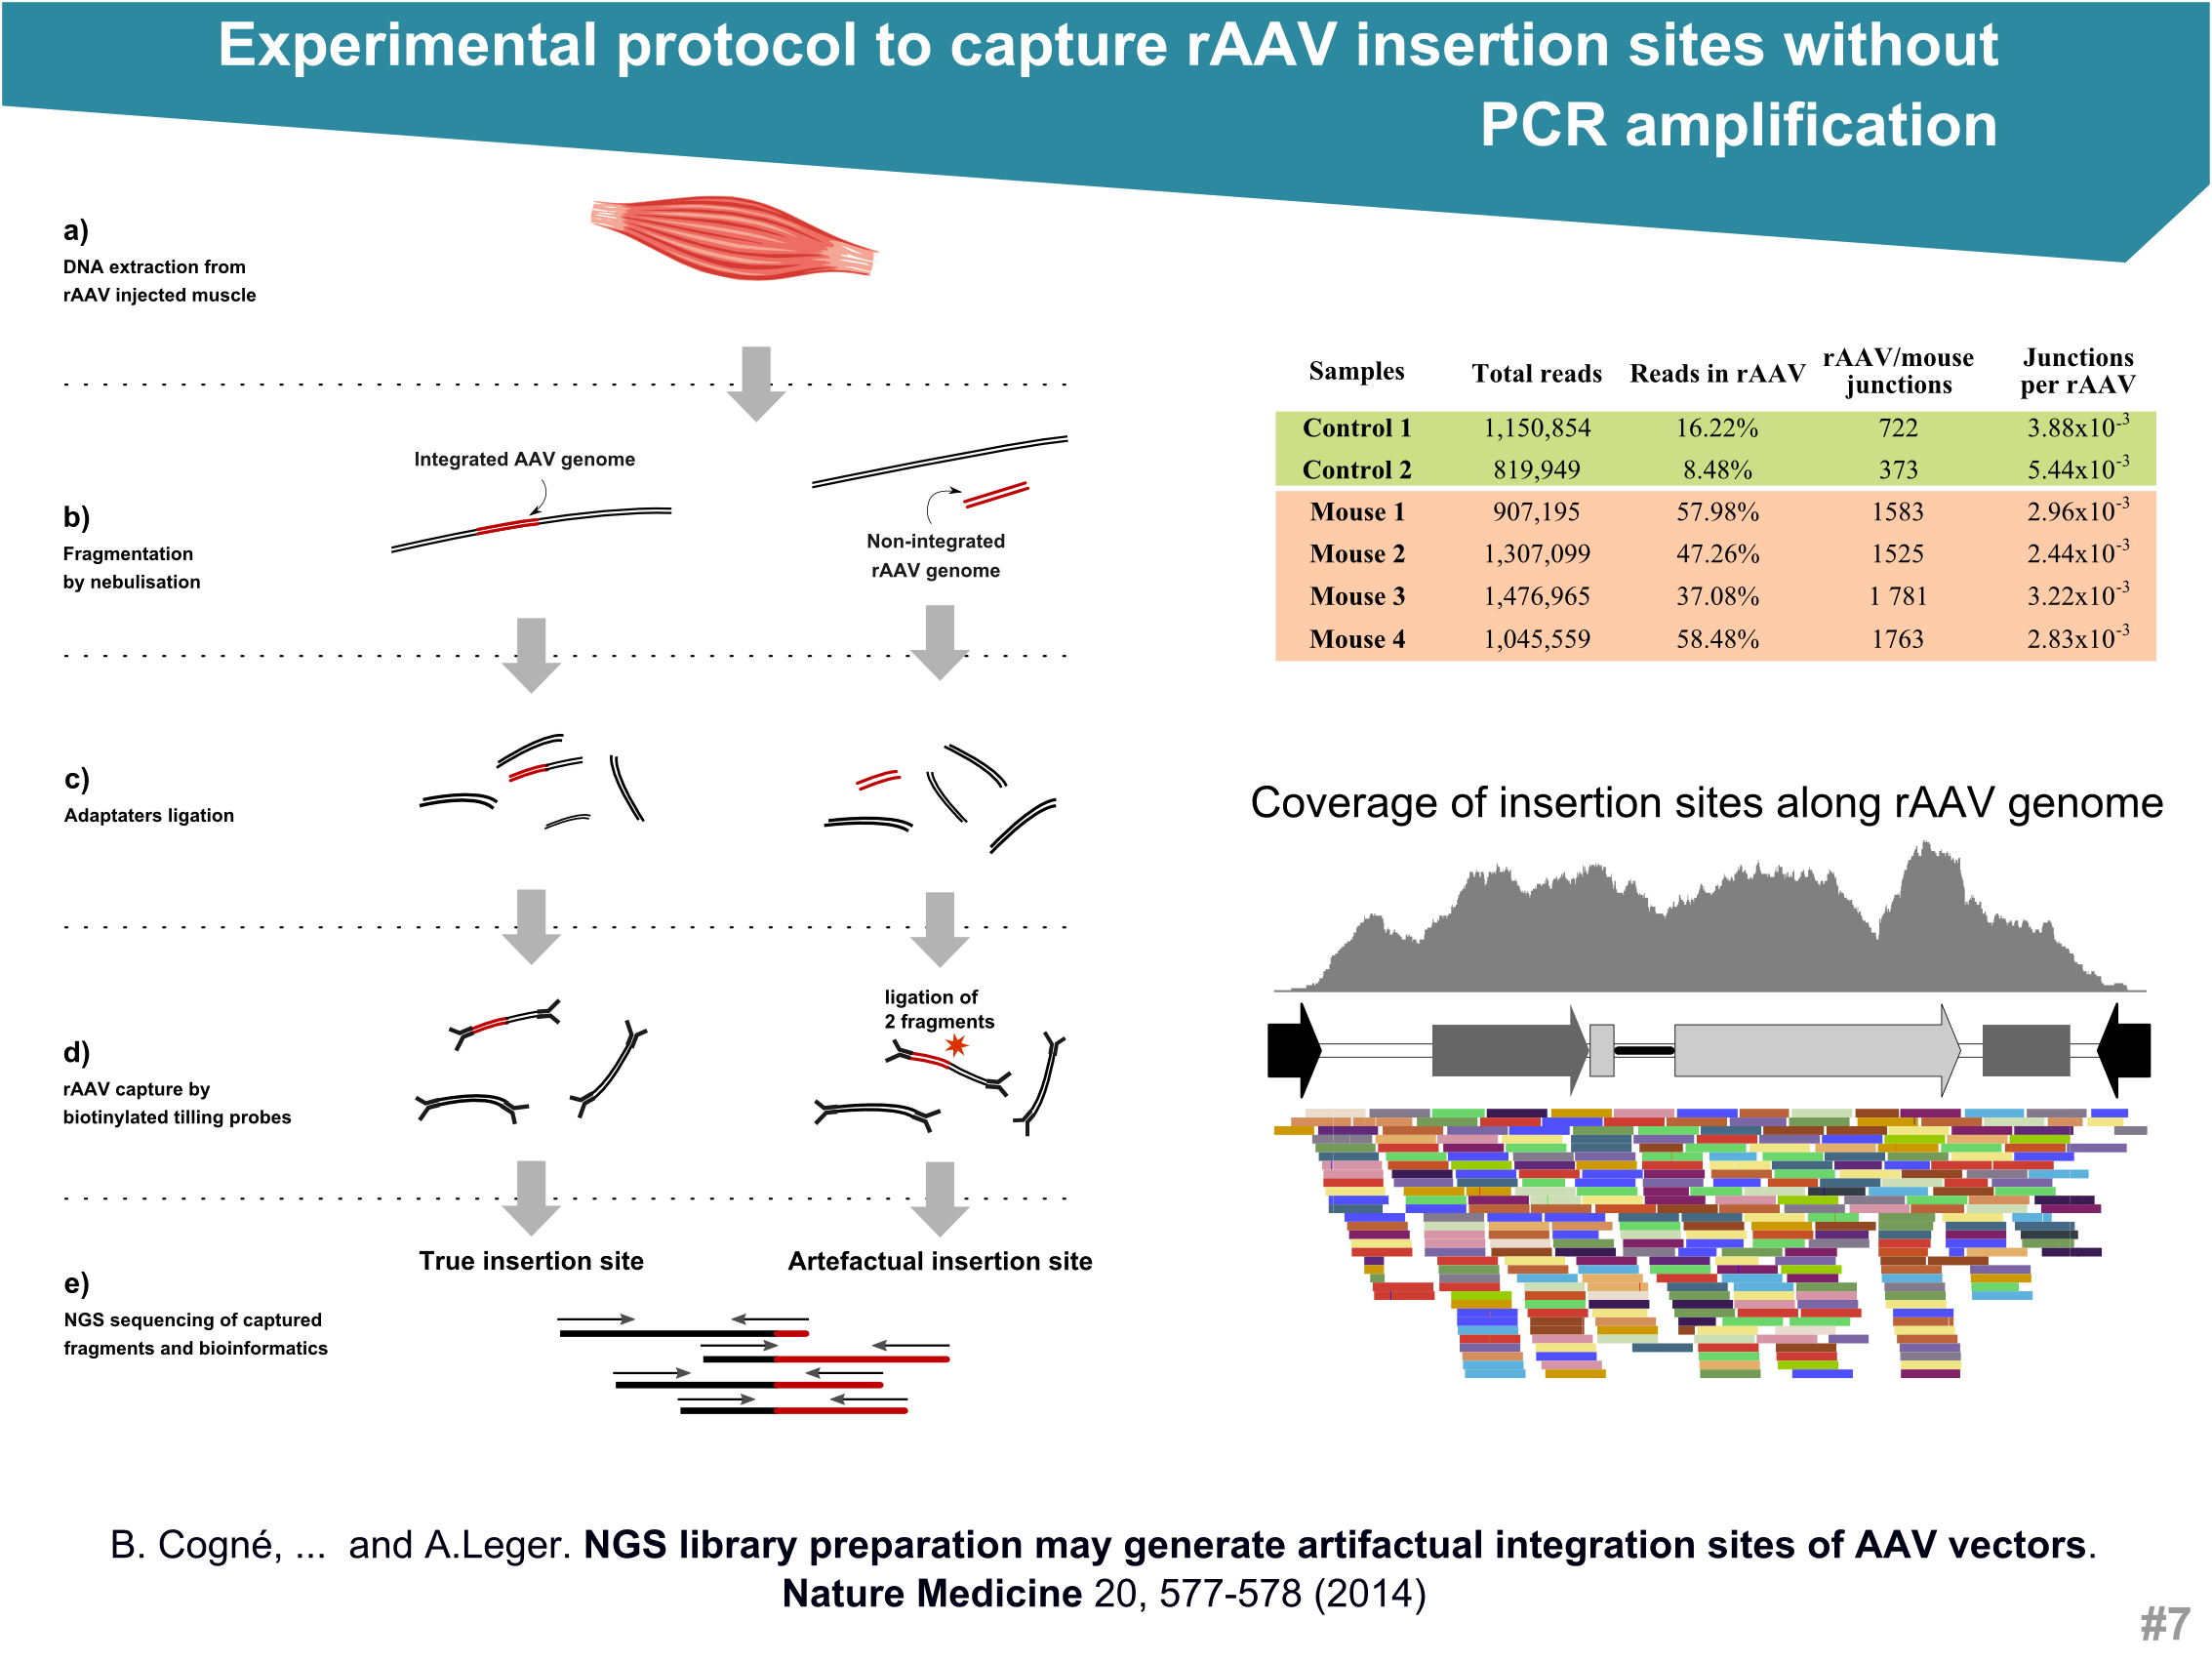 Experimental protocol to capture rAAV insertion sites without
PCR amplification
a)
DNA extraction from
rAAV injected muscle
Integrated AAV genome
b)
Fragmentation
by nebulisation
Non-integrated
rAAV genome
c)
Adaptaters ligation
ligation of
2 fragments
d)
rAAV capture by
biotinylated tilling probes
True insertion site
Artefactual insertion site
e)
NGS sequencing of captured
fragments and bioinformatics
Samples Total reads Reads in rAAV rAAV/mouse junctions Junctions per rAAV
Control 1 1,150,854 16.22% 722 3.88x10⁻³
Control 2 819,949 8.48% 373 5.44x10⁻³
Mouse 1 907,195 57.98% 1583 2.96x10⁻³
Mouse 2 1,307,099 47.26% 1525 2.44x10⁻³
Mouse 3 1,476,965 37.08% 1 781 3.22x10⁻³
Mouse 4 1,045,559 58.48% 1763 2.83x10⁻³
Coverage of insertion sites along rAAV genome
B. Cogné, ... and A.Leger. NGS library preparation may generate artifactual integration sites of AAV vectors.
Nature Medicine 20, 577-578 (2014)
#7